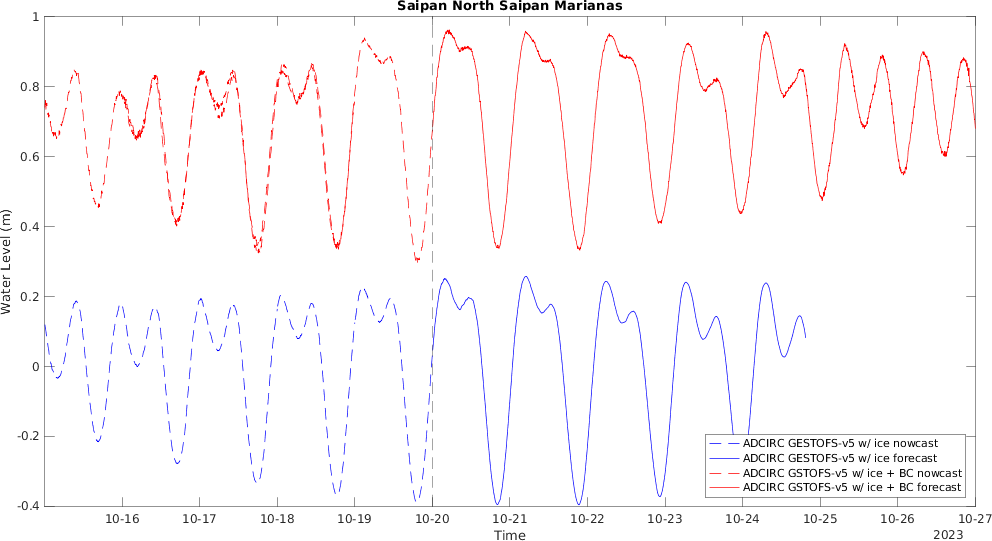 Saipan North Saipan Marianas
Water Level (m)
1
0.8
0.6
0.4
0.2
0
-0.2
-0.4
ADCIRC GESTOFS-v5 w/ ice nowcast
ADCIRC GESTOFS-v5 w/ ice forecast
ADCIRC GSTOFS-v5 w/ ice + BC nowcast
ADCIRC GSTOFS-v5 w/ ice + BC forecast
10-16 10-17 10-18 10-19 10-20 10-21 10-22 10-23 10-24 10-25 10-26 10-27
Time
2023